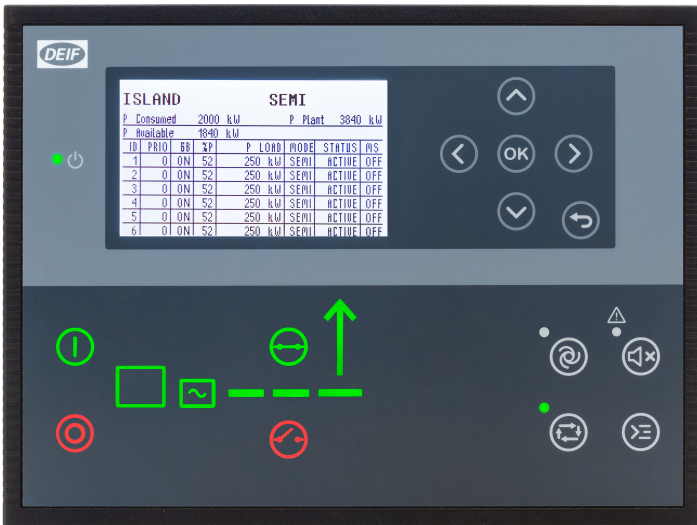 DEIF
ISLAND SEMI
P Consumed 2000 kW P Plant 3840 kW
P Available 1840 kW
ID PRIO GB %P P LOAD MODE STATUS MS
1 0 ON 52 250 kW SEMI ACTIVE OFF
2 0 ON 52 250 kW SEMI ACTIVE OFF
3 0 ON 52 250 kW SEMI ACTIVE OFF
4 0 ON 52 250 kW SEMI ACTIVE OFF
5 0 ON 52 250 kW SEMI ACTIVE OFF
6 0 ON 52 250 kW SEMI ACTIVE OFF
OK